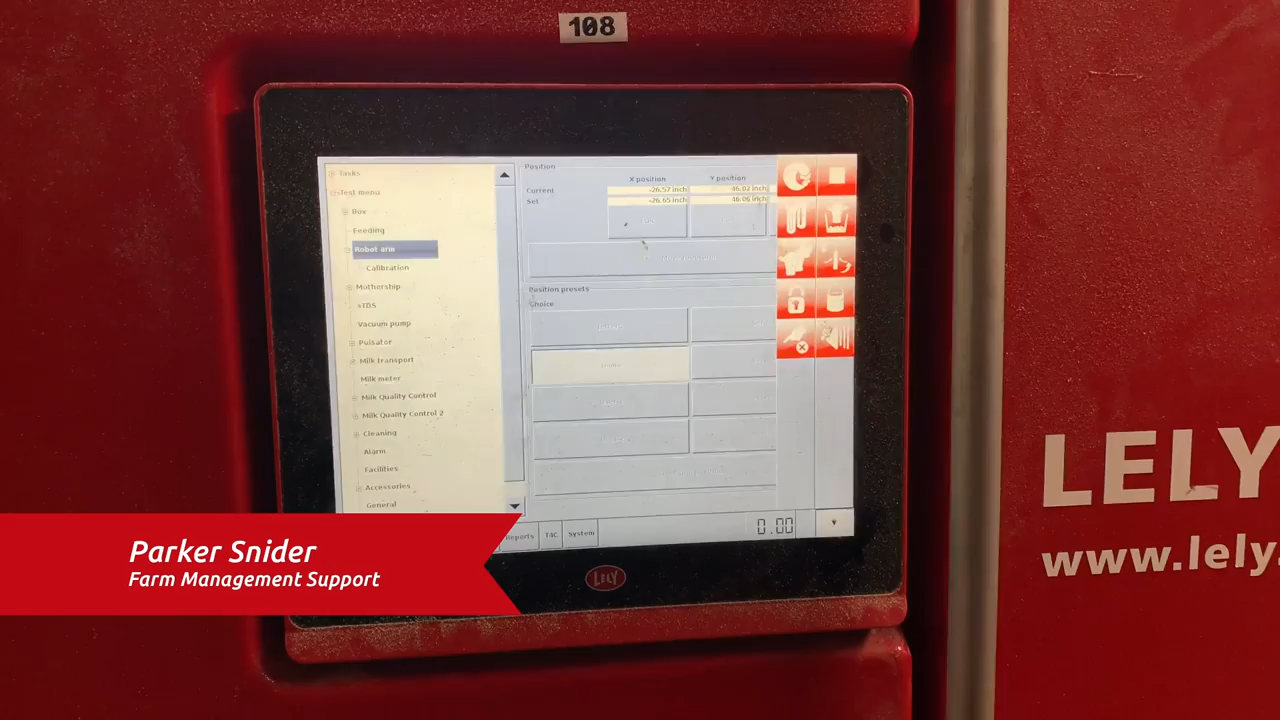 108
Tasks
Test menu
Box
Feeding
Robot arm
Calibration
Mothership
sTDS
Vacuum pump
Pulsator
Milk transport
Milk meter
Milk Quality Control
Milk Quality Control 2
Cleaning
Alarm
Facilities
Accessories
General
Position
X position Y position
Current -26.57 inch 46.02 inch
Set -26.65 inch 46.06 inch
Position presets
Choice
Reports T4C System
0.00
LELY
LELY
www.lely.
Parker Snider
Farm Management Support